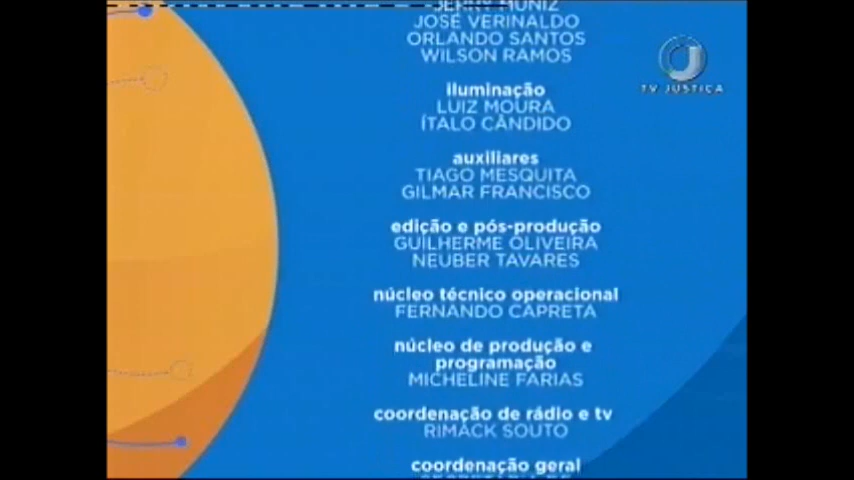 JERRY MUNIZ
JOSÉ VERINALDO
ORLANDO SANTOS
WILSON RAMOS
TV JUSTIÇA
iluminação
LUIZ MOURA
ÍTALO CÂNDIDO
auxiliares
TIAGO MESQUITA
GILMAR FRANCISCO
edição e pós-produção
GUILHERME OLIVEIRA
NEUBER TAVARES
núcleo técnico operacional
FERNANDO CAPRETA
núcleo de produção e
programação
MICHELINE FARIAS
coordenação de rádio e tv
RIMACK SOUTO
coordenação geral